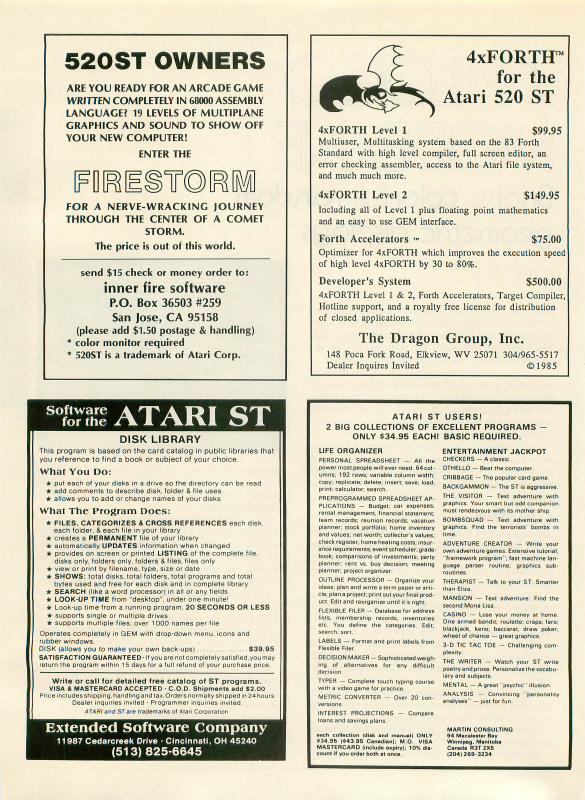 520ST OWNERS
ARE YOU READY FOR AN ARCADE GAME
WRITTEN COMPLETELY IN 68000 ASSEMBLY
LANGUAGE? 19 LEVELS OF MULTIPLANE
GRAPHICS AND SOUND TO SHOW OFF
YOUR NEW COMPUTER!
ENTER THE
FIRESTORM
FOR A NERVE-WRACKING JOURNEY
THROUGH THE CENTER OF A COMET
STORM.
The price is out of this world.
send $15 check or money order to:
inner fire software
P.O. Box 36503 #259
San Jose, CA 95158
(please add $1.50 postage & handling)
* color monitor required
* 520ST is a trademark of Atari Corp.
4xFORTH™
for the
Atari 520 ST
4xFORTH Level 1 $99.95
Multiuser, Multitasking system based on the 83 Forth
Standard with high level compiler, full screen editor, an
error checking assembler, access to the Atari file system,
and much much more.
4xFORTH Level 2 $149.95
Including all of Level 1 plus floating point mathematics
and an easy to use GEM interface.
Forth Accelerators ™ $75.00
Optimizer for 4xFORTH which improves the execution speed
of high level 4xFORTH by 30 to 80%.
Developer's System $500.00
4xFORTH Level 1 & 2, Forth Accelerators, Target Compiler,
Hotline support, and a royalty free license for distribution
of closed applications.
The Dragon Group, Inc.
148 Poca Fork Road, Elkview, WV 25071 304/965-5517
Dealer Inquires Invited ©1985
Software
for the ATARI ST
DISK LIBRARY
This program is based on the card catalog in public libraries that
you reference to find a book or subject of your choice.
What You Do:
★ put each of your disks in a drive so the directory can be read
★ add comments to describe disk, folder & file uses
★ allows you to add or change names of your disks
What The Program Does:
★ FILES, CATEGORIZES & CROSS REFERENCES each disk,
each folder, & each file in your library
★ creates a PERMANENT file of your library
★ automatically UPDATES information when changed
★ provides on screen or printed LISTING of the complete file,
disks only, folders only, folders & files, files only
★ view or print by filename, type, size or date
★ SHOWS: total disks, total folders, total programs and total
bytes used and free for each disk and in complete library
★ SEARCH (like a word processor) in all or any fields
★ LOOK-UP TIME from "desktop", under one minute!
★ Look-up time from a running program, 20 SECONDS OR LESS
★ supports single or multiple drives
★ supports multiple files; over 1000 names per file
Operates completely in GEM with drop-down menu, icons and
rubber windows.
DISK (allows you to make your own back-ups) $39.95
SATISFACTION GUARANTEED - If you are not completely satisfied, you may
return the program within 15 days for a full refund of your purchase price.
Write or call for detailed free catalog of ST programs.
VISA & MASTERCARD ACCEPTED - C.O.D. Shipments add $2.00
Price includes shipping, handling and tax. Orders normally shipped in 24 hours
Dealer inquiries invited - Programmer inquiries invited.
ATARI and ST are trademarks of Atari Corporation
Extended Software Company
11987 Cedarcreek Drive - Cincinnati, OH 45240
(513) 825-6645
ATARI ST USERS!
2 BIG COLLECTIONS OF EXCELLENT PROGRAMS —
ONLY $34.95 EACH! BASIC REQUIRED.
LIFE ORGANIZER
PERSONAL SPREADSHEET — All the
power most people will ever need. 64 col-
umns; 192 rows; variable column width;
copy; replicate; delete; insert; save; load;
print; calculator; search.
PREPROGRAMMED SPREADSHEET AP-
PLICATIONS — Budget; car expenses;
rental management, financial statement;
team records; reunion records; vacation
planner; stock portfolio; home inventory
and values; net worth; collector's values;
check register; home heating costs; insur-
ance requirements; event scheduler; grade
book; comparisons of investments; party
planner; rent vs. buy decision; meeting
planner; project organizer.
OUTLINE PROCESSOR — Organize your
ideas; plan and write a term paper or arti-
cle; plan a project; print out your final prod-
uct. Edit and reorganize until it's right.
FLEXIBLE FILER — Database for address
lists, membership records, inventories
etc. You define the categories. Edit;
search, sort.
LABELS — Format and print labels from
Flexible Filer.
DECISION MAKER — Sophisticated weigh-
ing of alternatives for any difficult
decision.
TYPER — Complete touch typing course
with a video game for practice.
METRIC CONVERTER — Over 20 con-
versions.
INTEREST PROJECTIONS — Compare
loans and savings plans.
each collection (disk and manual) ONLY
$34.95 ($43.95 Canadien); M.O. VISA
MASTERCARD (include expiry); 10% dis-
count if you order both at once.
ENTERTAINMENT JACKPOT
CHECKERS — A classic.
OTHELLO — Beat the computer.
CRIBBAGE — The popular card game.
BACKGAMMON — The ST is aggressive.
THE VISITOR — Text adventure with
graphics. Your smart but odd companion
must rendezvous with its mother ship.
BOMBSQUAD — Text adventure with
graphics. Find the terrorists' bombs in
time.
ADVENTURE CREATOR — Write your
own adventure games. Extensive tutorial;
"framework program"; fast machine lan-
guage parser routine; graphics sub-
routines.
THERAPIST — Talk to your ST. Smarter
than Eliza.
MANSION — Text adventure. Find the
second Mona Lisa.
CASINO — Lose your money at home.
One armed bandit; roulette; craps; faro;
blackjack, keno; baccarat; draw poker;
wheel of chance — great graphics
3-D TIC TAC TOE — Challenging com-
plexity.
THE WRITER — Watch your ST write
poetry and prose. Personalize the vocabu-
lary and subjects.
MENTAL — A great "psychic" illusion.
ANALYSIS — Convincing "personality
analyses" — just for fun.
MARTIN CONSULTING
94 Macalester Bay
Winnipeg, Manitoba
Canada R3T 2X5
(204) 269-3234